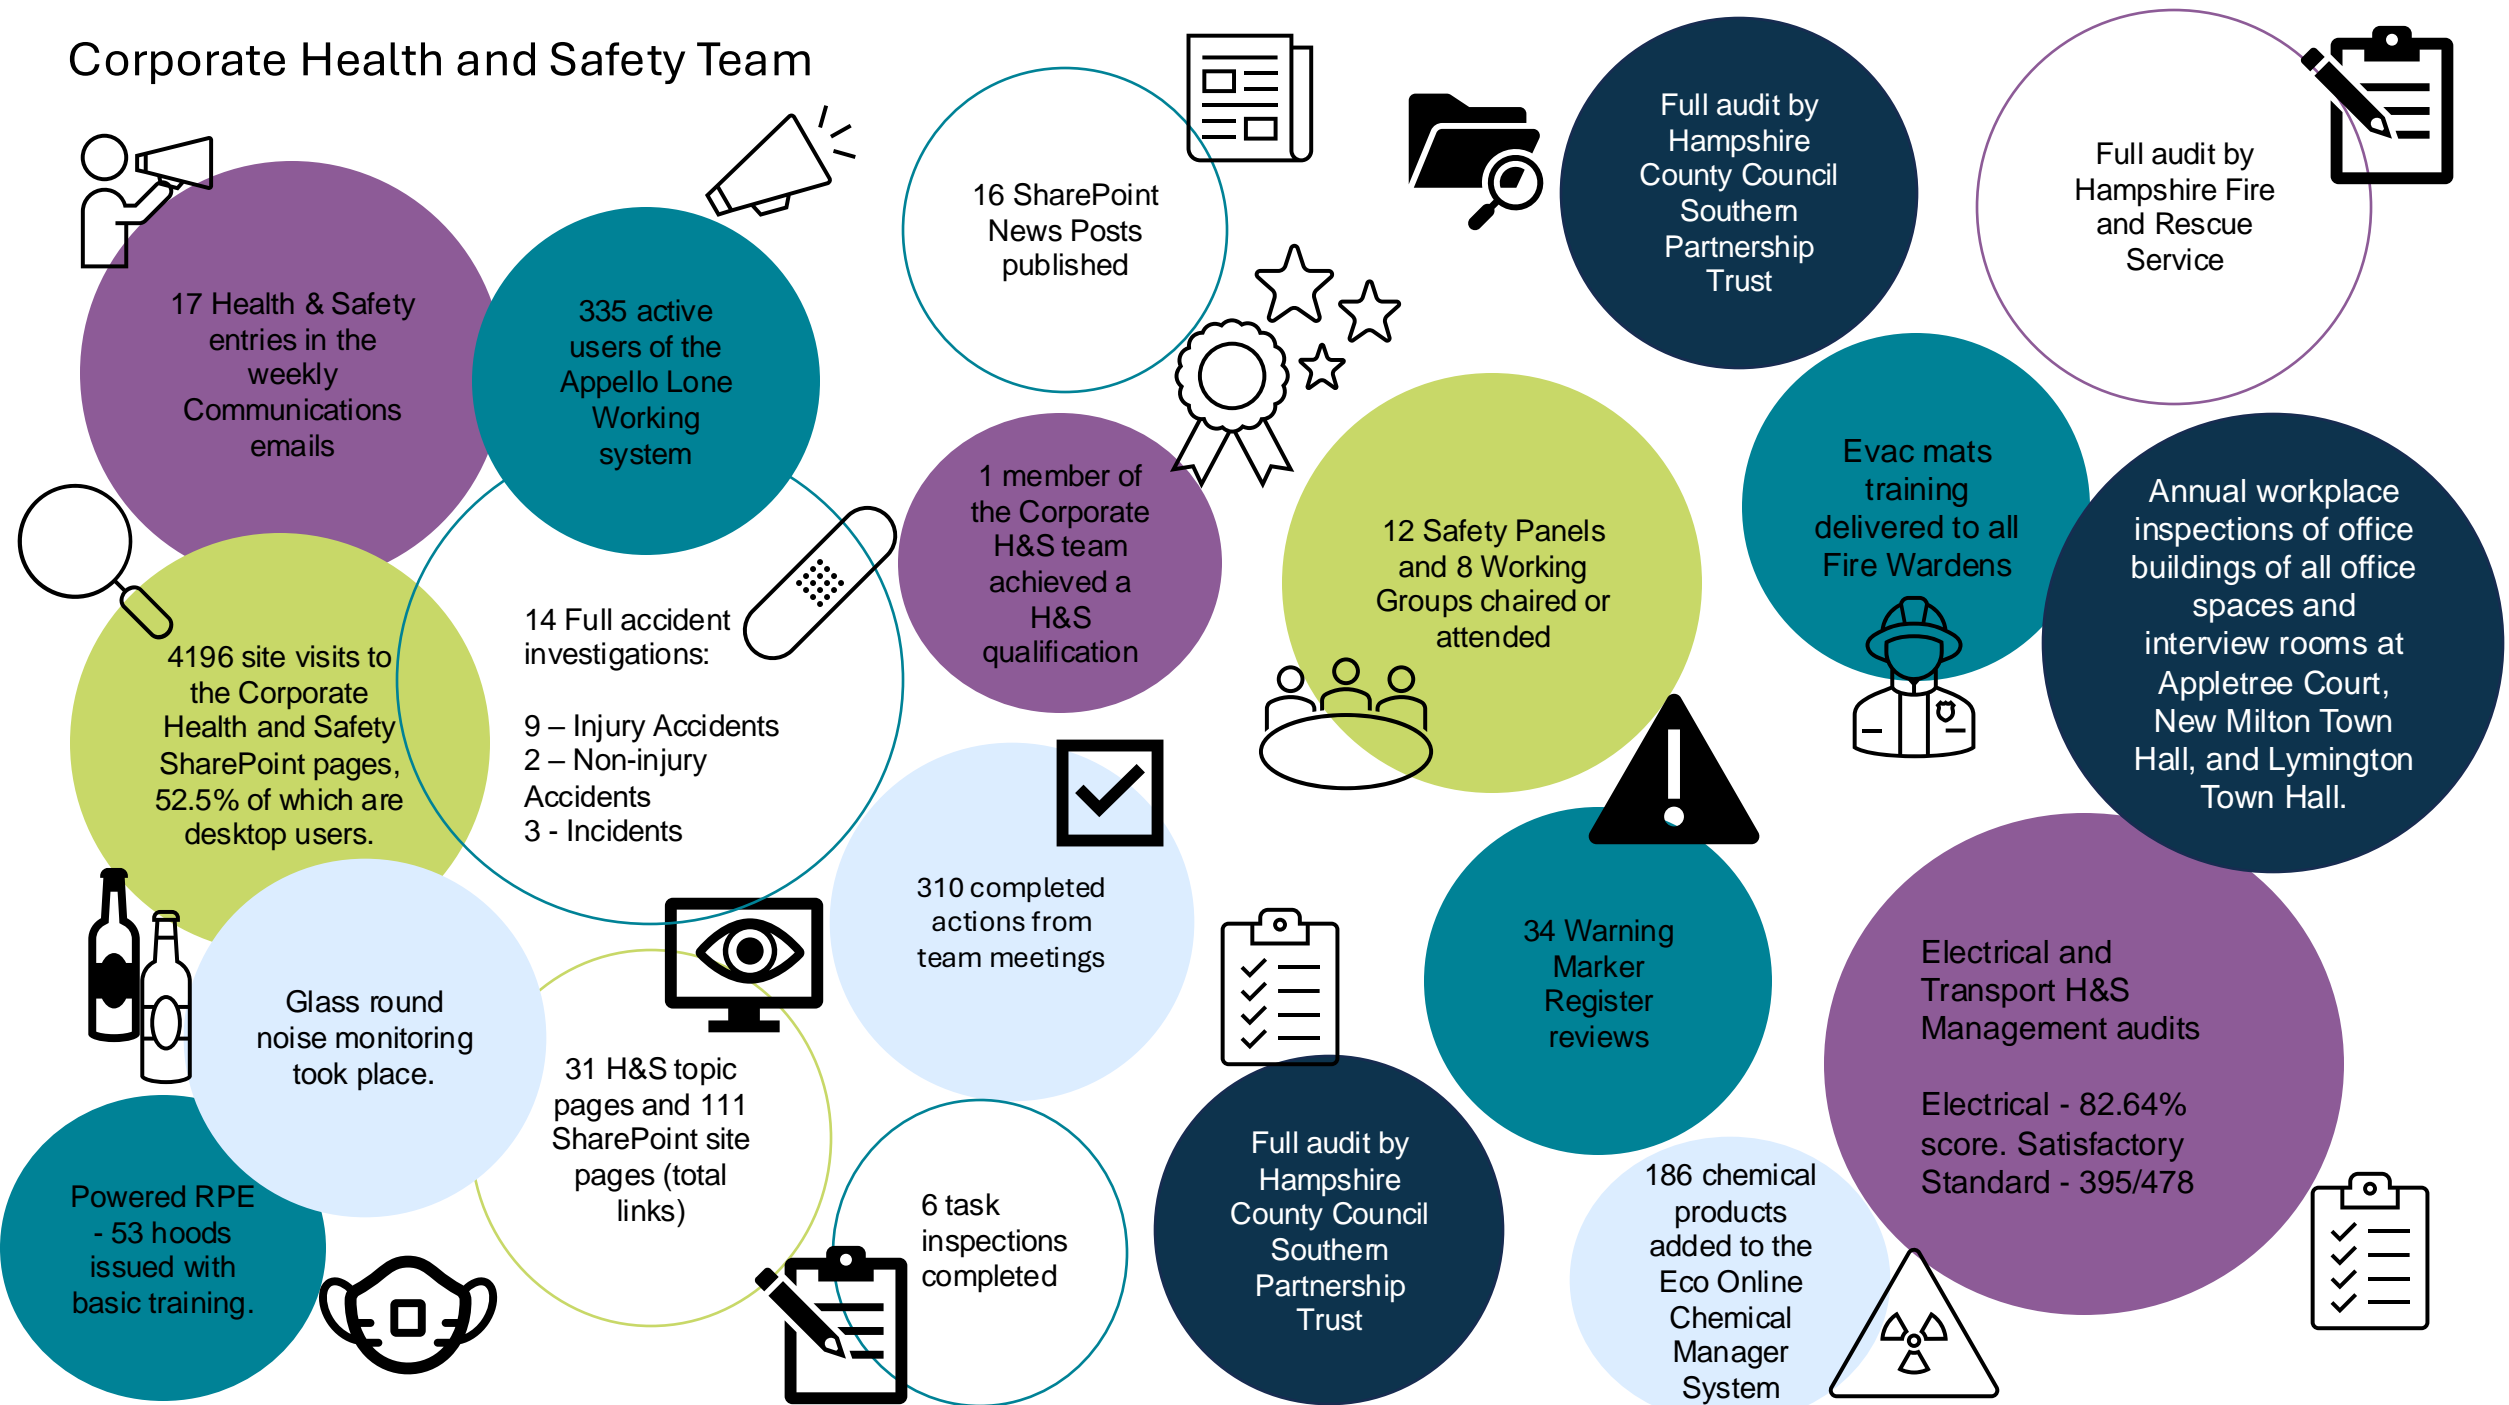 Corporate Health and Safety Team
17 Health & Safety
entries in the
weekly
Communications
emails
335 active
users of the
Appello Lone
Working
system
16 SharePoint
News Posts
published
Full audit by
Hampshire
County Council
Southern
Partnership
Trust
Full audit by
Hampshire Fire
and Rescue
Service
4196 site visits to
the Corporate
Health and Safety
SharePoint pages,
52.5% of which are
desktop users.
14 Full accident
investigations:
9 – Injury Accidents
2 – Non-injury
Accidents
3 - Incidents
1 member of
the Corporate
H&S team
achieved a
H&S
qualification
12 Safety Panels
and 8 Working
Groups chaired or
attended
Evac mats
training
delivered to all
Fire Wardens
Annual workplace
inspections of office
buildings of all office
spaces and
interview rooms at
Appletree Court,
New Milton Town
Hall, and Lymington
Town Hall.
Glass round
noise monitoring
took place.
310 completed
actions from
team meetings
34 Warning
Marker
Register
reviews
Electrical and
Transport H&S
Management audits
Electrical - 82.64%
score. Satisfactory
Standard - 395/478
Powered RPE
- 53 hoods
issued with
basic training.
31 H&S topic
pages and 111
SharePoint site
pages (total
links)
6 task
inspections
completed
Full audit by
Hampshire
County Council
Southern
Partnership
Trust
186 chemical
products
added to the
Eco Online
Chemical
Manager
System